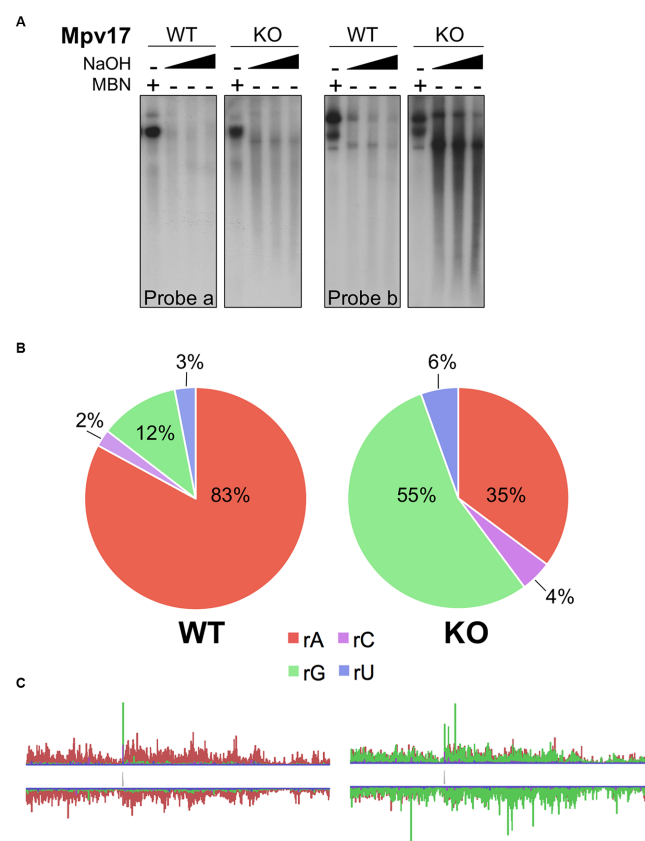 A
Mpv17 WT KO WT KO
NaOH - - - -
MBN + - - - + - - - + - - - + - - -
Probe a Probe b
B
3% 6%
2% 12% 83% 55% 35% 4%
WT KO
rA rC
rG rU
C